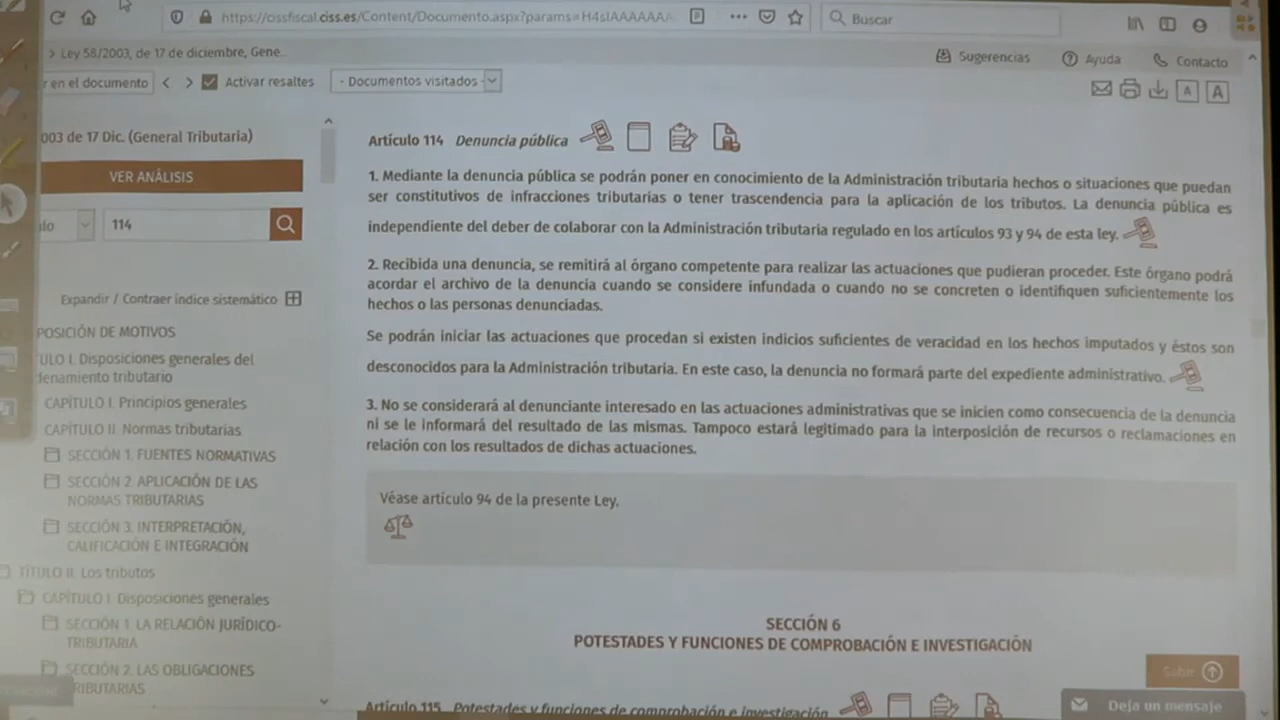 https://cissfiscal.ciss.es/Content/Documento.aspx?params=H4sIAAAAAAA
Buscar
> Ley 58/2003, de 17 de diciembre, Gene...
Sugerencias
Ayuda
Contacto
r en el documento
Activar resaltes
- Documentos visitados -
A A
003 de 17 Dic. (General Tributaria)
VER ANÁLISIS
ulo
114
Expandir / Contraer índice sistemático
POSICIÓN DE MOTIVOS
ULO I. Disposiciones generales del
denamiento tributario
CAPÍTULO I. Principios generales
CAPÍTULO II. Normas tributarias
SECCIÓN 1. FUENTES NORMATIVAS
SECCIÓN 2. APLICACIÓN DE LAS
NORMAS TRIBUTARIAS
SECCIÓN 3. INTERPRETACIÓN,
CALIFICACIÓN E INTEGRACIÓN
TÍTULO II. Los tributos
CAPÍTULO I. Disposiciones generales
SECCIÓN 1. LA RELACIÓN JURÍDICO-
TRIBUTARIA
SECCIÓN 2. LAS OBLIGACIONES
RIBUTARIAS
Artículo 114 Denuncia pública
1. Mediante la denuncia pública se podrán poner en conocimiento de la Administración tributaria hechos o situaciones que puedan
ser constitutivos de infracciones tributarias o tener trascendencia para la aplicación de los tributos. La denuncia pública es
independiente del deber de colaborar con la Administración tributaria regulado en los artículos 93 y 94 de esta ley.
2. Recibida una denuncia, se remitirá al órgano competente para realizar las actuaciones que pudieran proceder. Este órgano podrá
acordar el archivo de la denuncia cuando se considere infundada o cuando no se concreten o identifiquen suficientemente los
hechos o las personas denunciadas.
Se podrán iniciar las actuaciones que procedan si existen indicios suficientes de veracidad en los hechos imputados y éstos son
desconocidos para la Administración tributaria. En este caso, la denuncia no formará parte del expediente administrativo.
3. No se considerará al denunciante interesado en las actuaciones administrativas que se inicien como consecuencia de la denuncia
ni se le informará del resultado de las mismas. Tampoco estará legitimado para la interposición de recursos o reclamaciones en
relación con los resultados de dichas actuaciones.
Véase artículo 94 de la presente Ley.
SECCIÓN 6
POTESTADES Y FUNCIONES DE COMPROBACIÓN E INVESTIGACIÓN
Subir
Artículo 115 Potestades y funciones de comprobación e investigación
Deja un mensaje